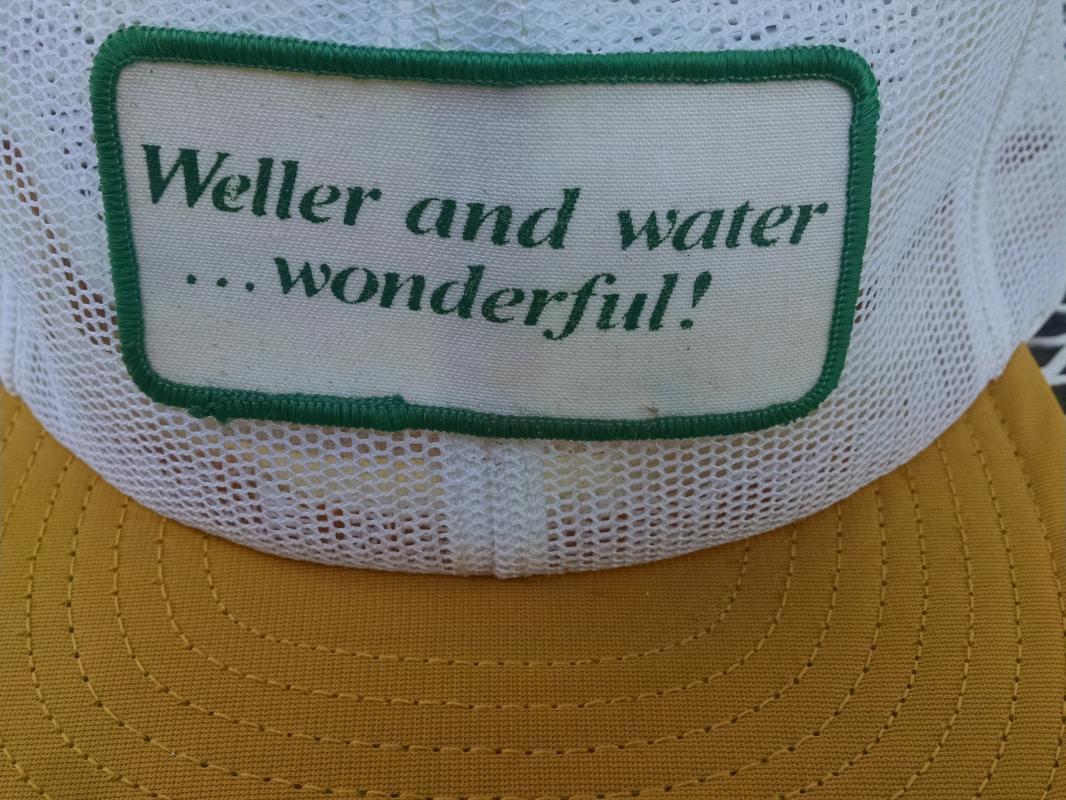 Weller and water
...wonderful!